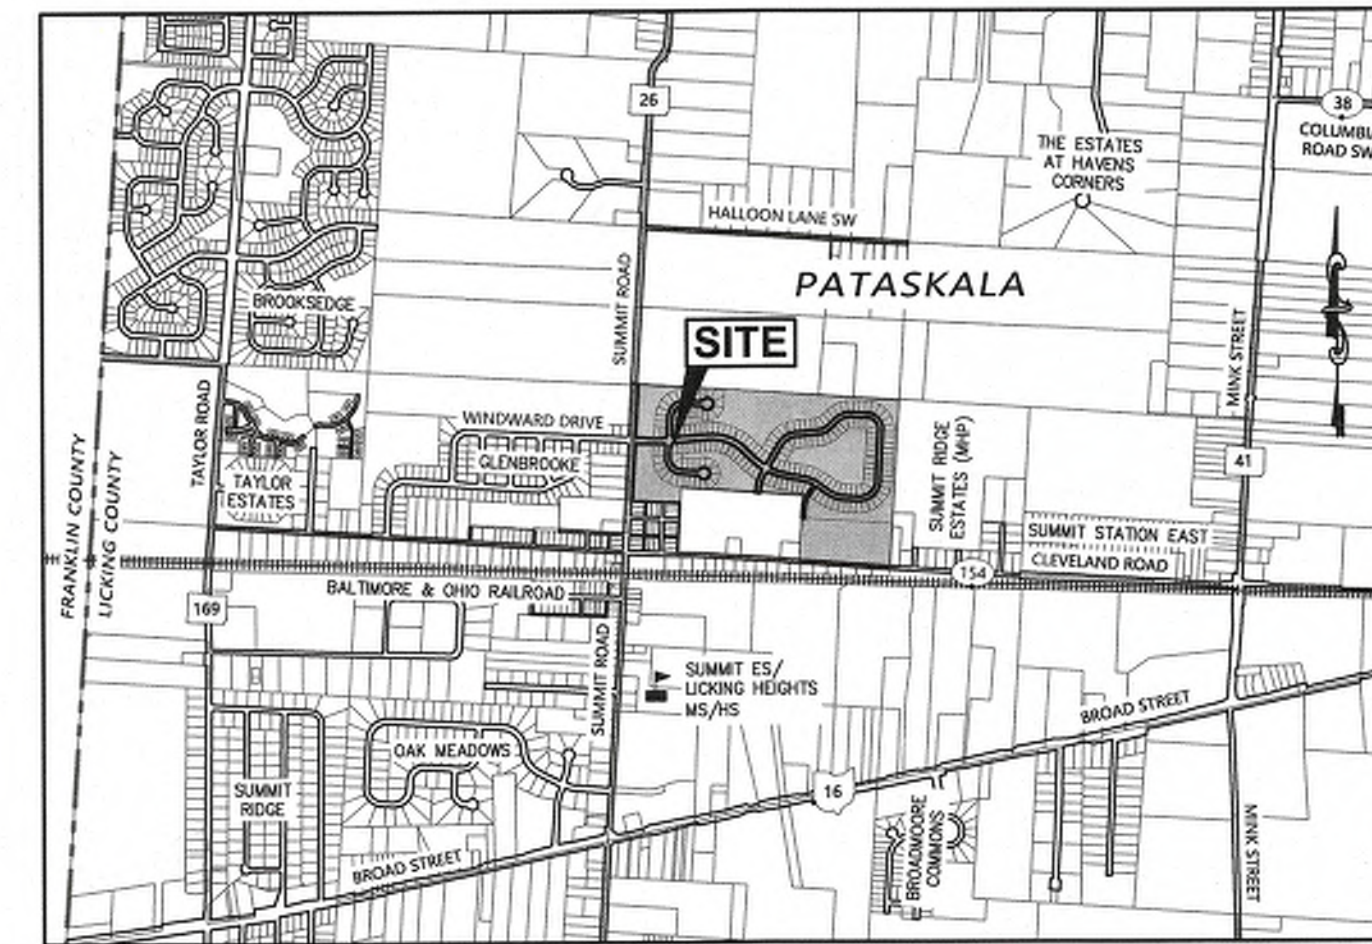 26
38
COLUMB
ROAD SW
THE ESTATES
AT HAVENS
CORNERS
HALLOON LANE SW
PATASKALA
SUMMIT ROAD
BROOKSEDGE
SITE
MINK STREET
TAYLOR ROAD
WINDWARD DRIVE
GLENBROOKE
TAYLOR
ESTATES
SUMMIT RIDGE
ESTATES (MHP)
41
FRANKLIN COUNTY
LICKING COUNTY
SUMMIT STATION EAST
CLEVELAND ROAD
154
BALTIMORE & OHIO RAILROAD
169
SUMMIT ROAD
SUMMIT ES/
LICKING HEIGHTS
MS/HS
BROAD STREET
OAK MEADOWS
SUMMIT
RIDGE
16
BROADMOORE
COMMONS
MINK STREET
BROAD STREET